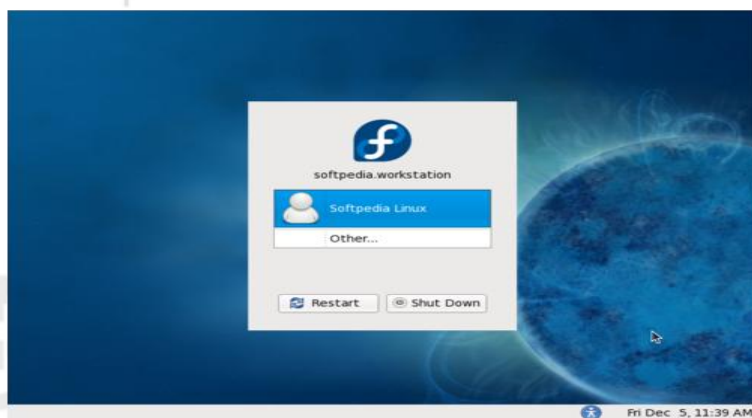 softpedia.workstation
Softpedia Linux
Other...
Restart
Shut Down
Fri Dec 5, 11:39 AM